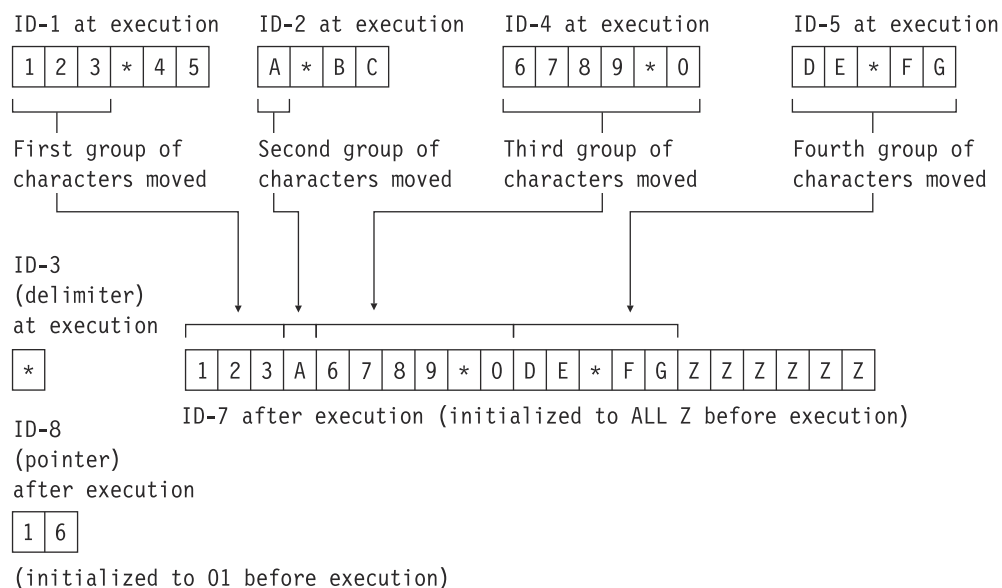 ID-1 at execution
ID-2 at execution
ID-4 at execution
ID-5 at execution
1 2 3 * 4 5
A * B C
6 7 8 9 * 0
D E * F G
First group of
characters moved
Second group of
characters moved
Third group of
characters moved
Fourth group of
characters moved
ID-3
(delimiter)
at execution
*
1 2 3 A 6 7 8 9 * 0 D E * F G Z Z Z Z Z Z
ID-7 after execution (initialized to ALL Z before execution)
ID-8
(pointer)
after execution
1 6
(initialized to 01 before execution)